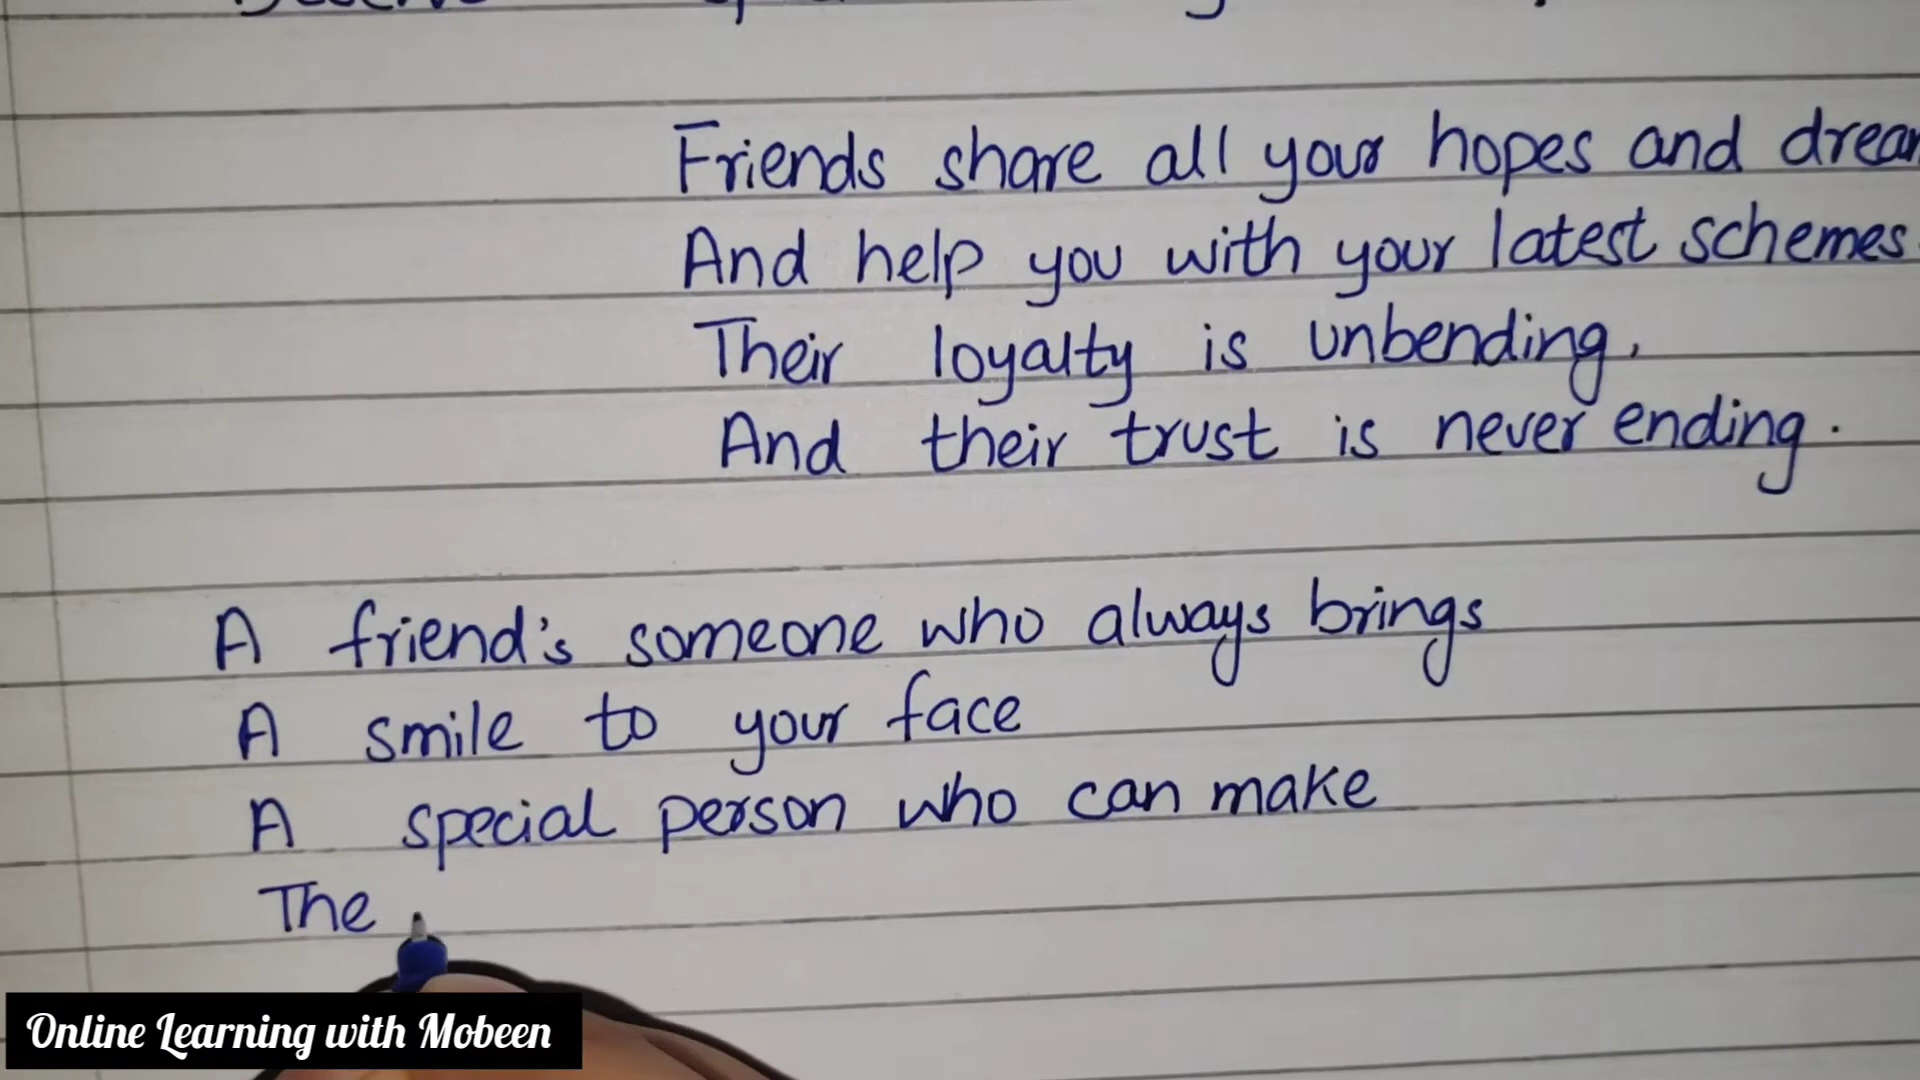 Friends share all your hopes and
And help you with your latest schemes.
Their loyalty is unbending,
And their trust is never ending.
A friend's someone who always brings
A smile to your face
A special person who can make
The
Online Learning with Mobeen